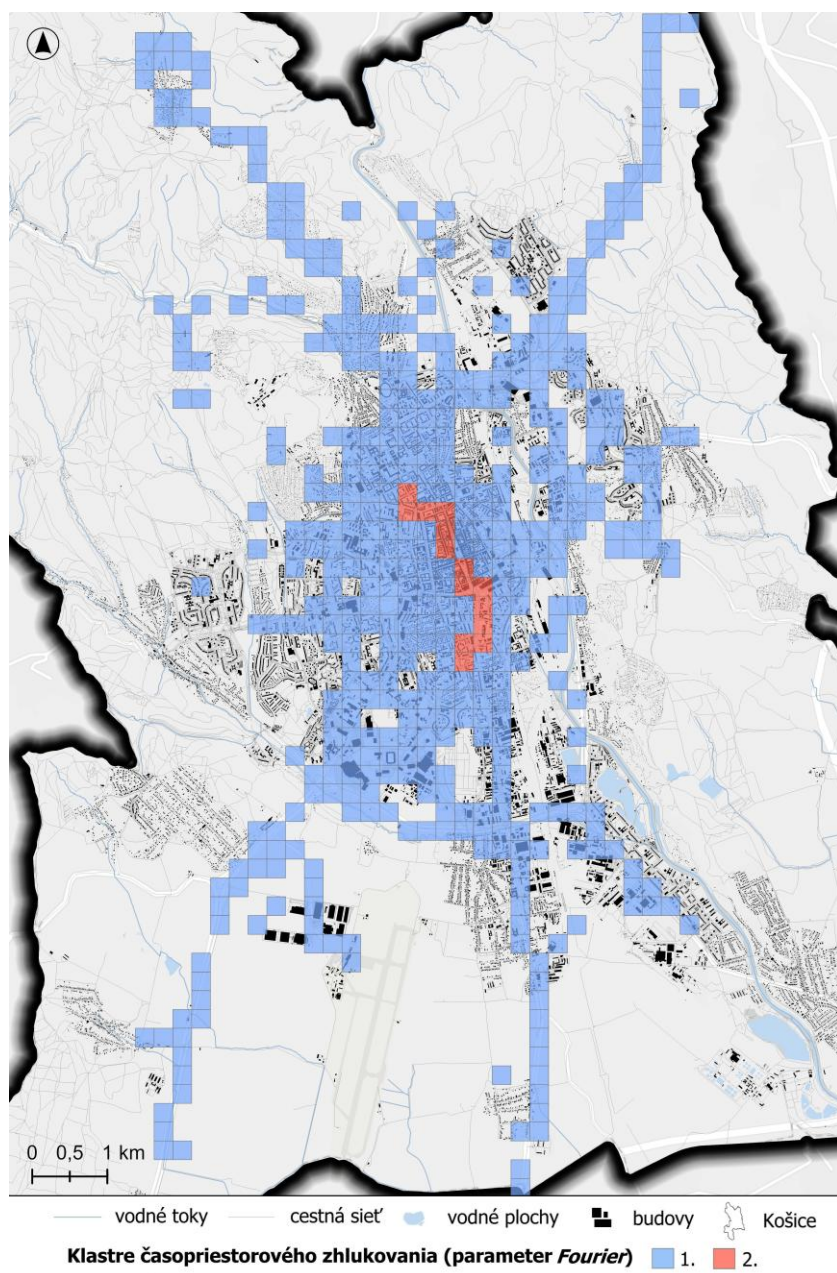 0 0,5 1 km
vodné toky cestná sieť vodné plochy budovy Košice
Klastre časopriestorového zhlukovania (parameter Fourier) 1. 2.